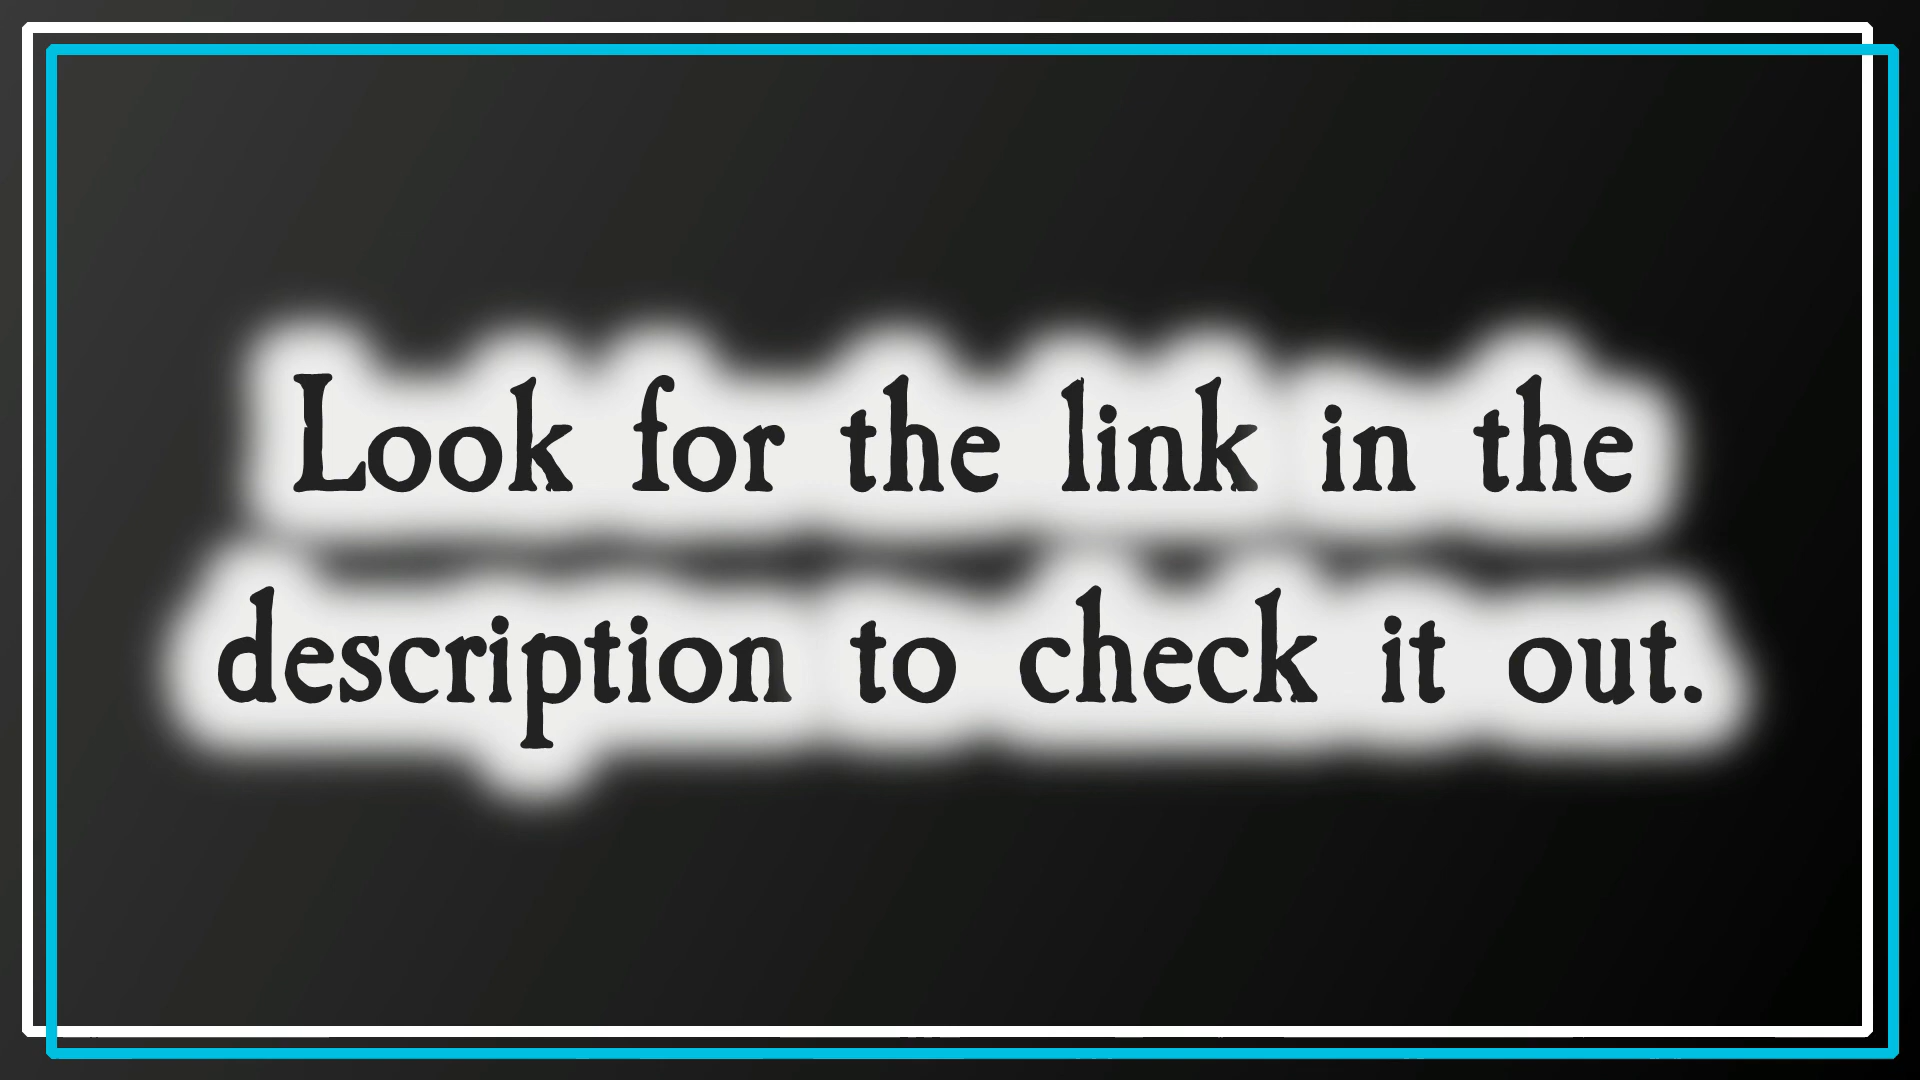 Look for the link in the
description to check it out.